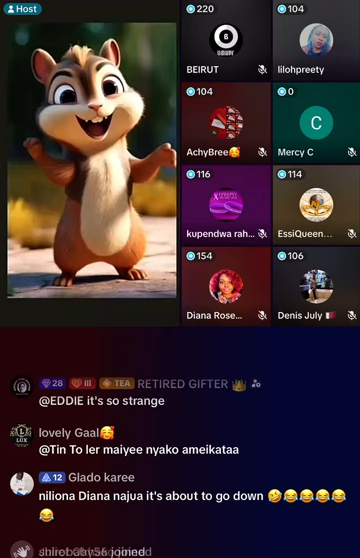 Host
220
104
BEIRUT
lilohpreety
104
0
C
AchyBree🥰
Mercy C
116
114
kupendwa rah...
EssiQueen...
154
106
Diana Rose...
Denis July
28 III TEA RETIRED GIFTER
@EDDIE it's so strange
LUX
lovely Gaal🥰
@Tin To ler maiyee nyako ameikataa
12 Glado karee
niliona Diana najua it's about to go down 🤣😂😂😂😂😂
joined